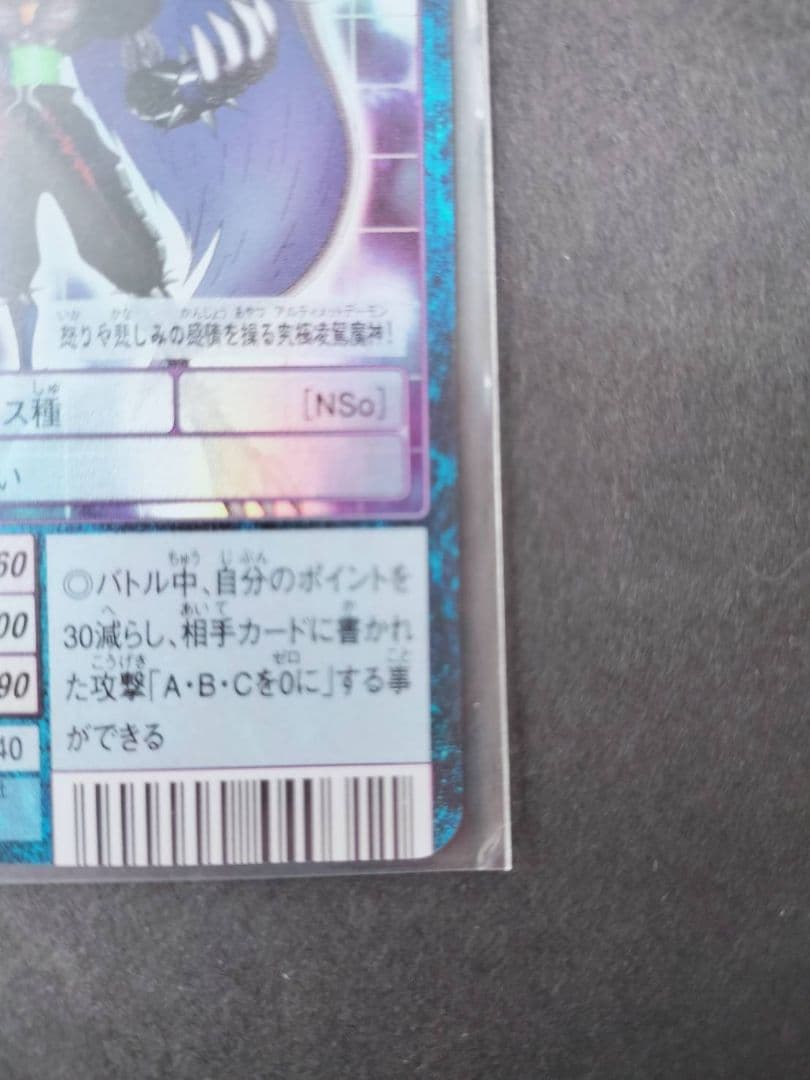 いか かな かんじょう あやつ アルティメットデーモン
怒りや悲しみの感情を操る究極凌駕魔神!
しゅ
ス種
[NSo]
い
60
00
90
40
ちゅう じぶん
◎バトル中、自分のポイントを
へ あいて か
30減らし、相手カードに書かれ
こうげき ゼロ こと
た攻撃「A・B・Cを0に」する事
ができる